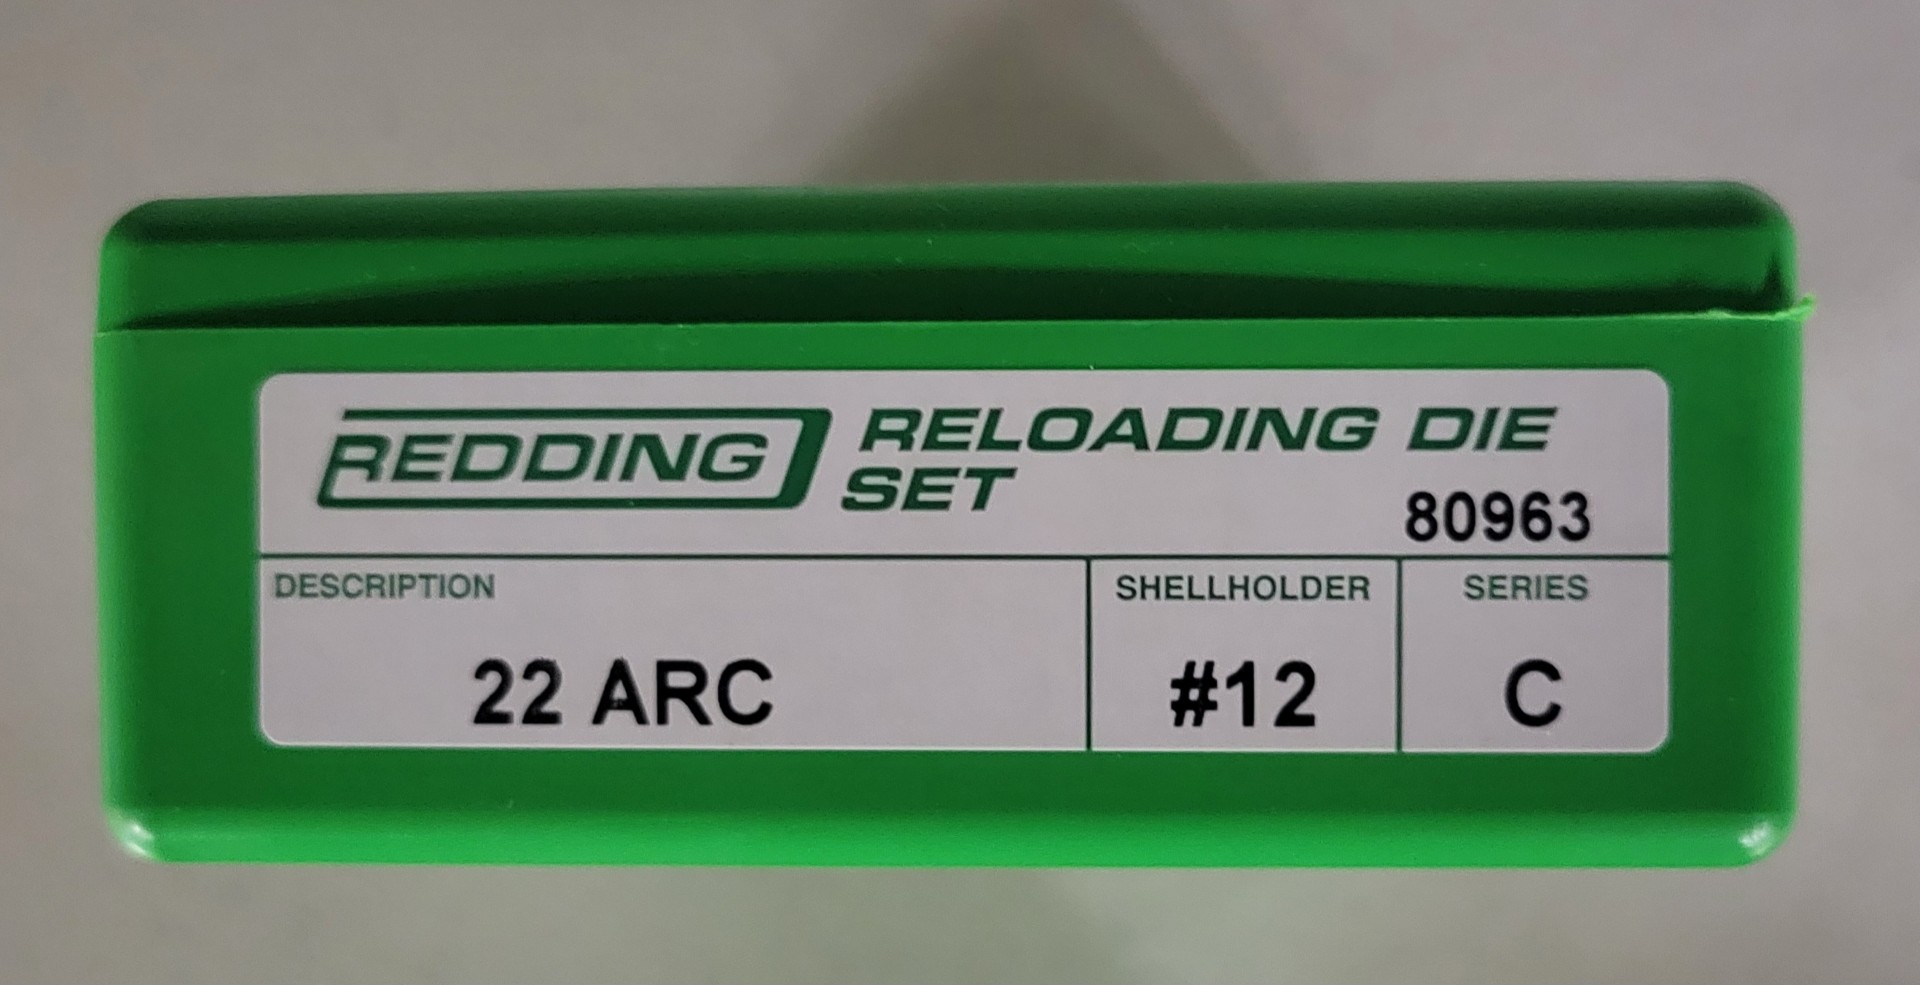 REDDING RELOADING DIE
SET
80963
DESCRIPTION SHELLHOLDER SERIES
22 ARC #12 C